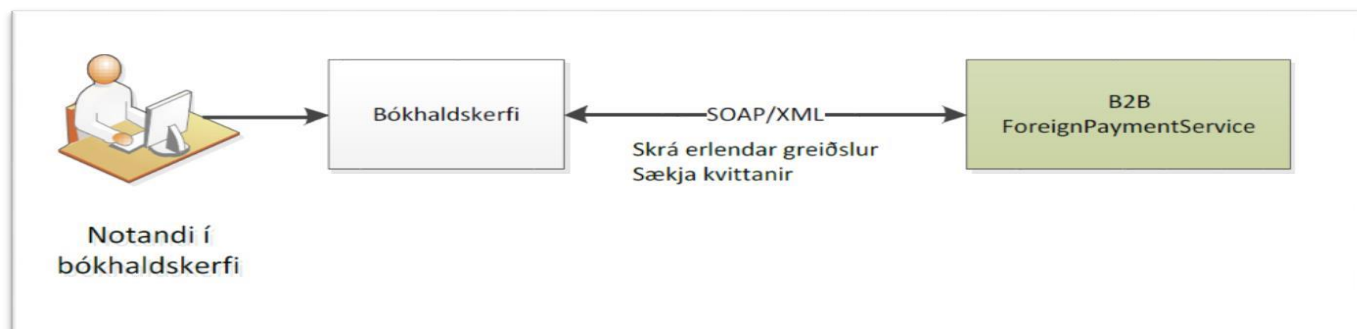 Bókhaldskerfi
SOAP/XML
Skrá erlendar greiðslur
Sækja kvittanir
B2B
ForeignPaymentService
Notandi í
bókhaldskerfi